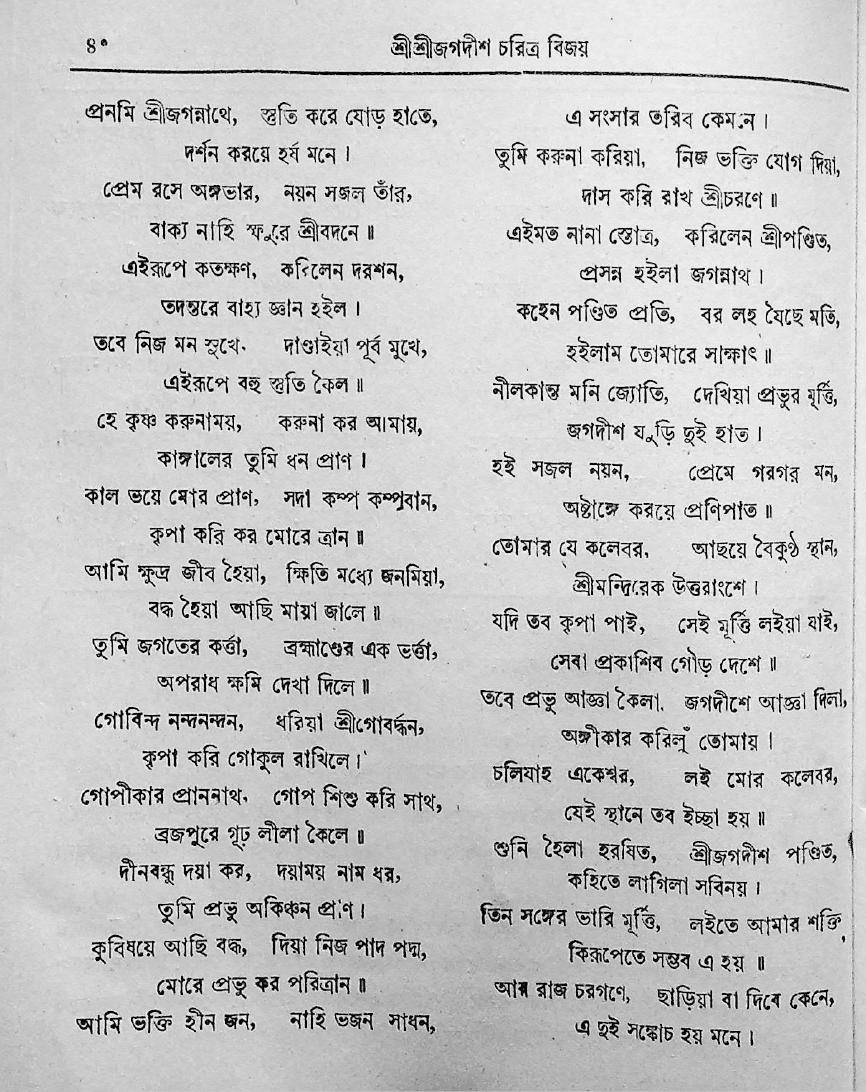 ৪০
শ্রীশ্রীজগদীশ চরিত্র বিজয়
প্রনমি শ্রীজগন্নাথে, স্তুতি করে যোড় হাতে,
দর্শন করয়ে হর্ষ মনে।
প্রেম রসে অঙ্গভার, নয়ন সজল তাঁর,
বাক্য নাহি স্ফূরে শ্রীবদনে॥
এইরূপে কতক্ষণ, করিলেন দরশন,
তদন্তরে বাহ্য জ্ঞান হইল।
তবে নিজ মন সুখে. দাণ্ডাইয়া পূর্ব মুখে,
এইরূপে বহু স্তুতি কৈল॥
হে কৃষ্ণ করুনাময়, করুনা কর আমায়,
কাঙ্গালের তুমি ধন প্রাণ।
কাল ভয়ে মোর প্রাণ, সদা কম্প কম্পবান,
কৃপা করি কর মোরে ত্রান॥
আমি ক্ষুদ্র জীব হৈয়া, ক্ষিতি মধ্যে জনমিয়া,
বদ্ধ হৈয়া আছি মায়া জালে॥
তুমি জগতের কর্ত্তা, ব্রহ্মাণ্ডের এক ভর্ত্তা,
অপরাধ ক্ষমি দেখা দিলে॥
গোবিন্দ নন্দনন্দন, ধরিয়া শ্রীগোবর্দ্ধন,
কৃপা করি গোকুল রাখিলে।
গোপীকার প্রাননাথ. গোপ শিশু করি সাথ,
ব্রজপুরে গূঢ় লীলা কৈলে॥
দীনবন্ধু দয়া কর, দয়াময় নাম ধর,
তুমি প্রভু অকিঞ্চন প্রাণ।
কুবিষয়ে আছি বদ্ধ, দিয়া নিজ পাদ পদ্ম,
মোরে প্রভু কর পরিত্রান॥
আমি ভক্তি হীন জন, নাহি ভজন সাধন,
এ সংসার তরিব কেমনে।
তুমি করুনা করিয়া, নিজ ভক্তি যোগ দিয়া,
দাস করি রাখ শ্রীচরণে॥
এইমত নানা স্তোত্র, করিলেন শ্রীপণ্ডিত,
প্রসন্ন হইলা জগন্নাথ।
কহেন পণ্ডিত প্রতি, বর লহ যৈছে মতি,
হইলাম তোমারে সাক্ষাৎ॥
নীলকান্ত মনি জ্যোতি, দেখিয়া প্রভুর মূর্ত্তি,
জগদীশ যুড়ি দুই হাত।
হই সজল নয়ন, প্রেমে গরগর মন,
অষ্টাঙ্গে করয়ে প্রণিপাত॥
তোমার যে কলেবর, আছয়ে বৈকুণ্ঠ স্থান,
শ্রীমন্দিরেক উত্তরাংশে।
যদি তব কৃপা পাই, সেই মূর্ত্তি লইয়া যাই,
সেবা প্রকাশিব গৌড় দেশে॥
তবে প্রভু আজ্ঞা কৈলা. জগদীশে আজ্ঞা দিলা,
অঙ্গীকার করিলুঁ তোমায়।
চলিযাহ একেশ্বর, লই মোর কলেবর,
যেই স্থানে তব ইচ্ছা হয়॥
শুনি হৈলা হরষিত, শ্রীজগদীশ পণ্ডিত,
কহিতে লাগিলা সবিনয়।
তিন সঙ্গের ভারি মূর্ত্তি, লইতে আমার শক্তি,
কিরূপেতে সম্ভব এ হয়॥
আর রাজ চরগণে, ছাড়িয়া বা দিবে কেনে,
এ দুই সঙ্কোচ হয় মনে।